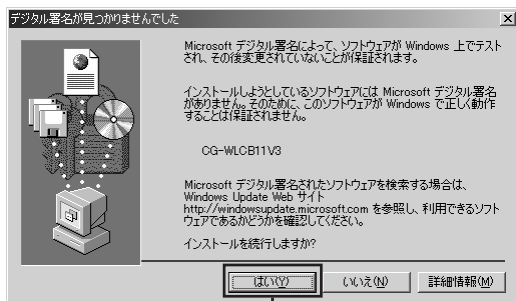 デジタル署名が見つかりませんでした
Microsoft デジタル署名によって、ソフトウェアが Windows 上でテスト
され、その後変更されていないことが保証されます。
インストールしようとしているソフトウェアには Microsoft デジタル署名
がありません。そのために、このソフトウェアが Windows で正しく動作
することは保証されません。
CG-WLCB11V3
Microsoft デジタル署名されたソフトウェアを検索する場合は、
Windows Update Web サイト
http://windowsupdate.microsoft.com を参照し、利用できるソフト
ウェアであるかどうかを確認してください。
インストールを続行しますか?
はい(Y) いいえ(N) 詳細情報(M)